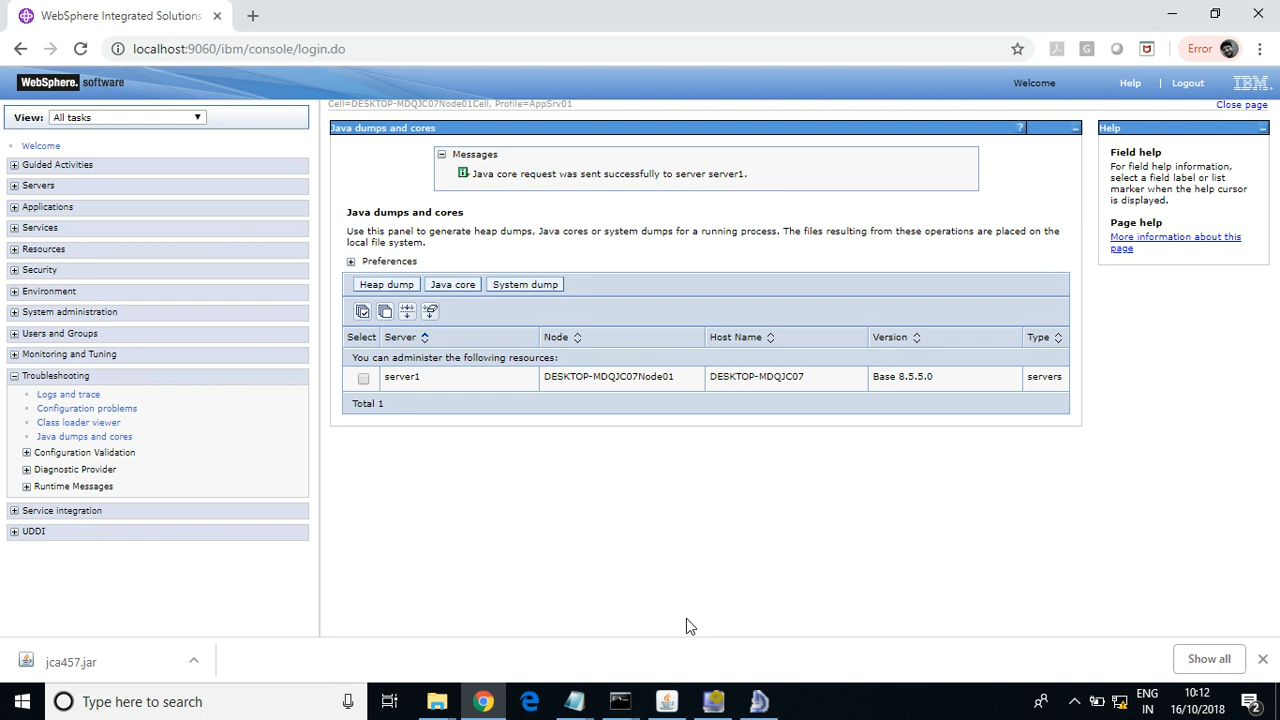 WebSphere Integrated Solutions
localhost:9060/ibm/console/login.do
Error
WebSphere. software
Welcome
Help
Logout
IBM.
View: All tasks
Cell=DESKTOP-MDQJC07Node01Cell, Profile=AppSrv01
Close page
Welcome
Guided Activities
Servers
Applications
Services
Resources
Security
Environment
System administration
Users and Groups
Monitoring and Tuning
Troubleshooting
Logs and trace
Configuration problems
Class loader viewer
Java dumps and cores
Configuration Validation
Diagnostic Provider
Runtime Messages
Service integration
UDDI
Java dumps and cores
?
Messages
Java core request was sent successfully to server server1.
Java dumps and cores
Use this panel to generate heap dumps, Java cores or system dumps for a running process. The files resulting from these operations are placed on the
local file system.
Preferences
Heap dump Java core System dump
Select Server Node Host Name Version Type
You can administer the following resources:
server1 DESKTOP-MDQJC07Node01 DESKTOP-MDQJC07 Base 8.5.5.0 servers
Total 1
Help
Field help
For field help information,
select a field label or list
marker when the help cursor
is displayed.
Page help
More information about this
page
jca457.jar
Show all
Type here to search
ENG
IN
10:12
16/10/2018
2